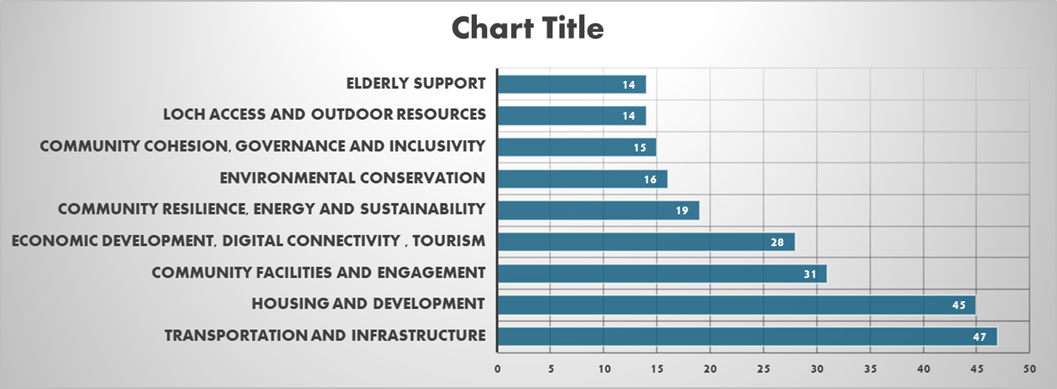 Chart Title
ELDERLY SUPPORT 14
LOCH ACCESS AND OUTDOOR RESOURCES 14
COMMUNITY COHESION, GOVERNANCE AND INCLUSIVITY 15
ENVIRONMENTAL CONSERVATION 16
COMMUNITY RESILIENCE, ENERGY AND SUSTAINABILITY 19
ECONOMIC DEVELOPMENT, DIGITAL CONNECTIVITY , TOURISM 28
COMMUNITY FACILITIES AND ENGAGEMENT 31
HOUSING AND DEVELOPMENT 45
TRANSPORTATION AND INFRASTRUCTURE 47
0 5 10 15 20 25 30 35 40 45 50